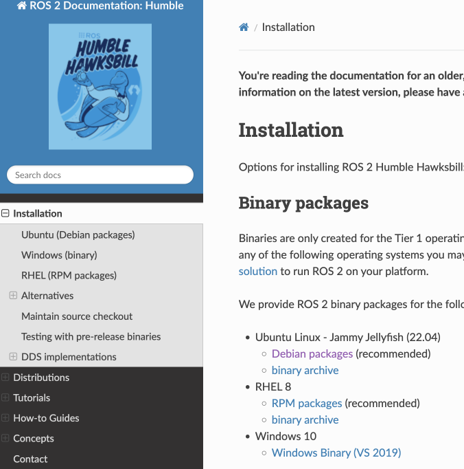 ROS 2 Documentation: Humble
ROS
HUMBLE
HAWKSBILL
Search docs
Installation
Ubuntu (Debian packages)
Windows (binary)
RHEL (RPM packages)
Alternatives
Maintain source checkout
Testing with pre-release binaries
DDS implementations
Distributions
Tutorials
How-to Guides
Concepts
Contact
/ Installation
You're reading the documentation for an older,
information on the latest version, please have
Installation
Options for installing ROS 2 Humble Hawksbill
Binary packages
Binaries are only created for the Tier 1 operatin
any of the following operating systems you may
solution to run ROS 2 on your platform.
We provide ROS 2 binary packages for the follo
• Ubuntu Linux - Jammy Jellyfish (22.04)
◦ Debian packages (recommended)
◦ binary archive
• RHEL 8
◦ RPM packages (recommended)
◦ binary archive
• Windows 10
◦ Windows Binary (VS 2019)